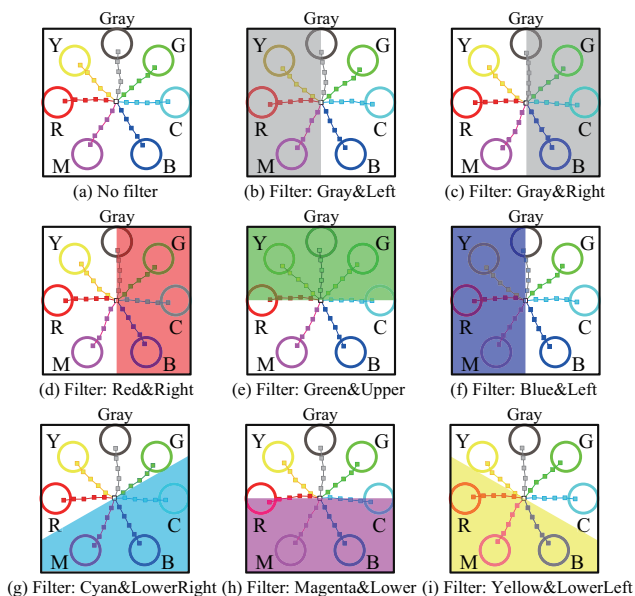 Gray Gray Gray
Y G Y G Y G
R C R C R C
M B M B M B
(a) No filter (b) Filter: Gray&Left (c) Filter: Gray&Right
Gray Gray Gray
Y G Y G Y G
R C R C R C
M B M B M B
(d) Filter: Red&Right (e) Filter: Green&Upper (f) Filter: Blue&Left
Gray Gray Gray
Y G Y G Y G
R C R C R C
M B M B M B
(g) Filter: Cyan&LowerRight (h) Filter: Magenta&Lower (i) Filter: Yellow&LowerLeft